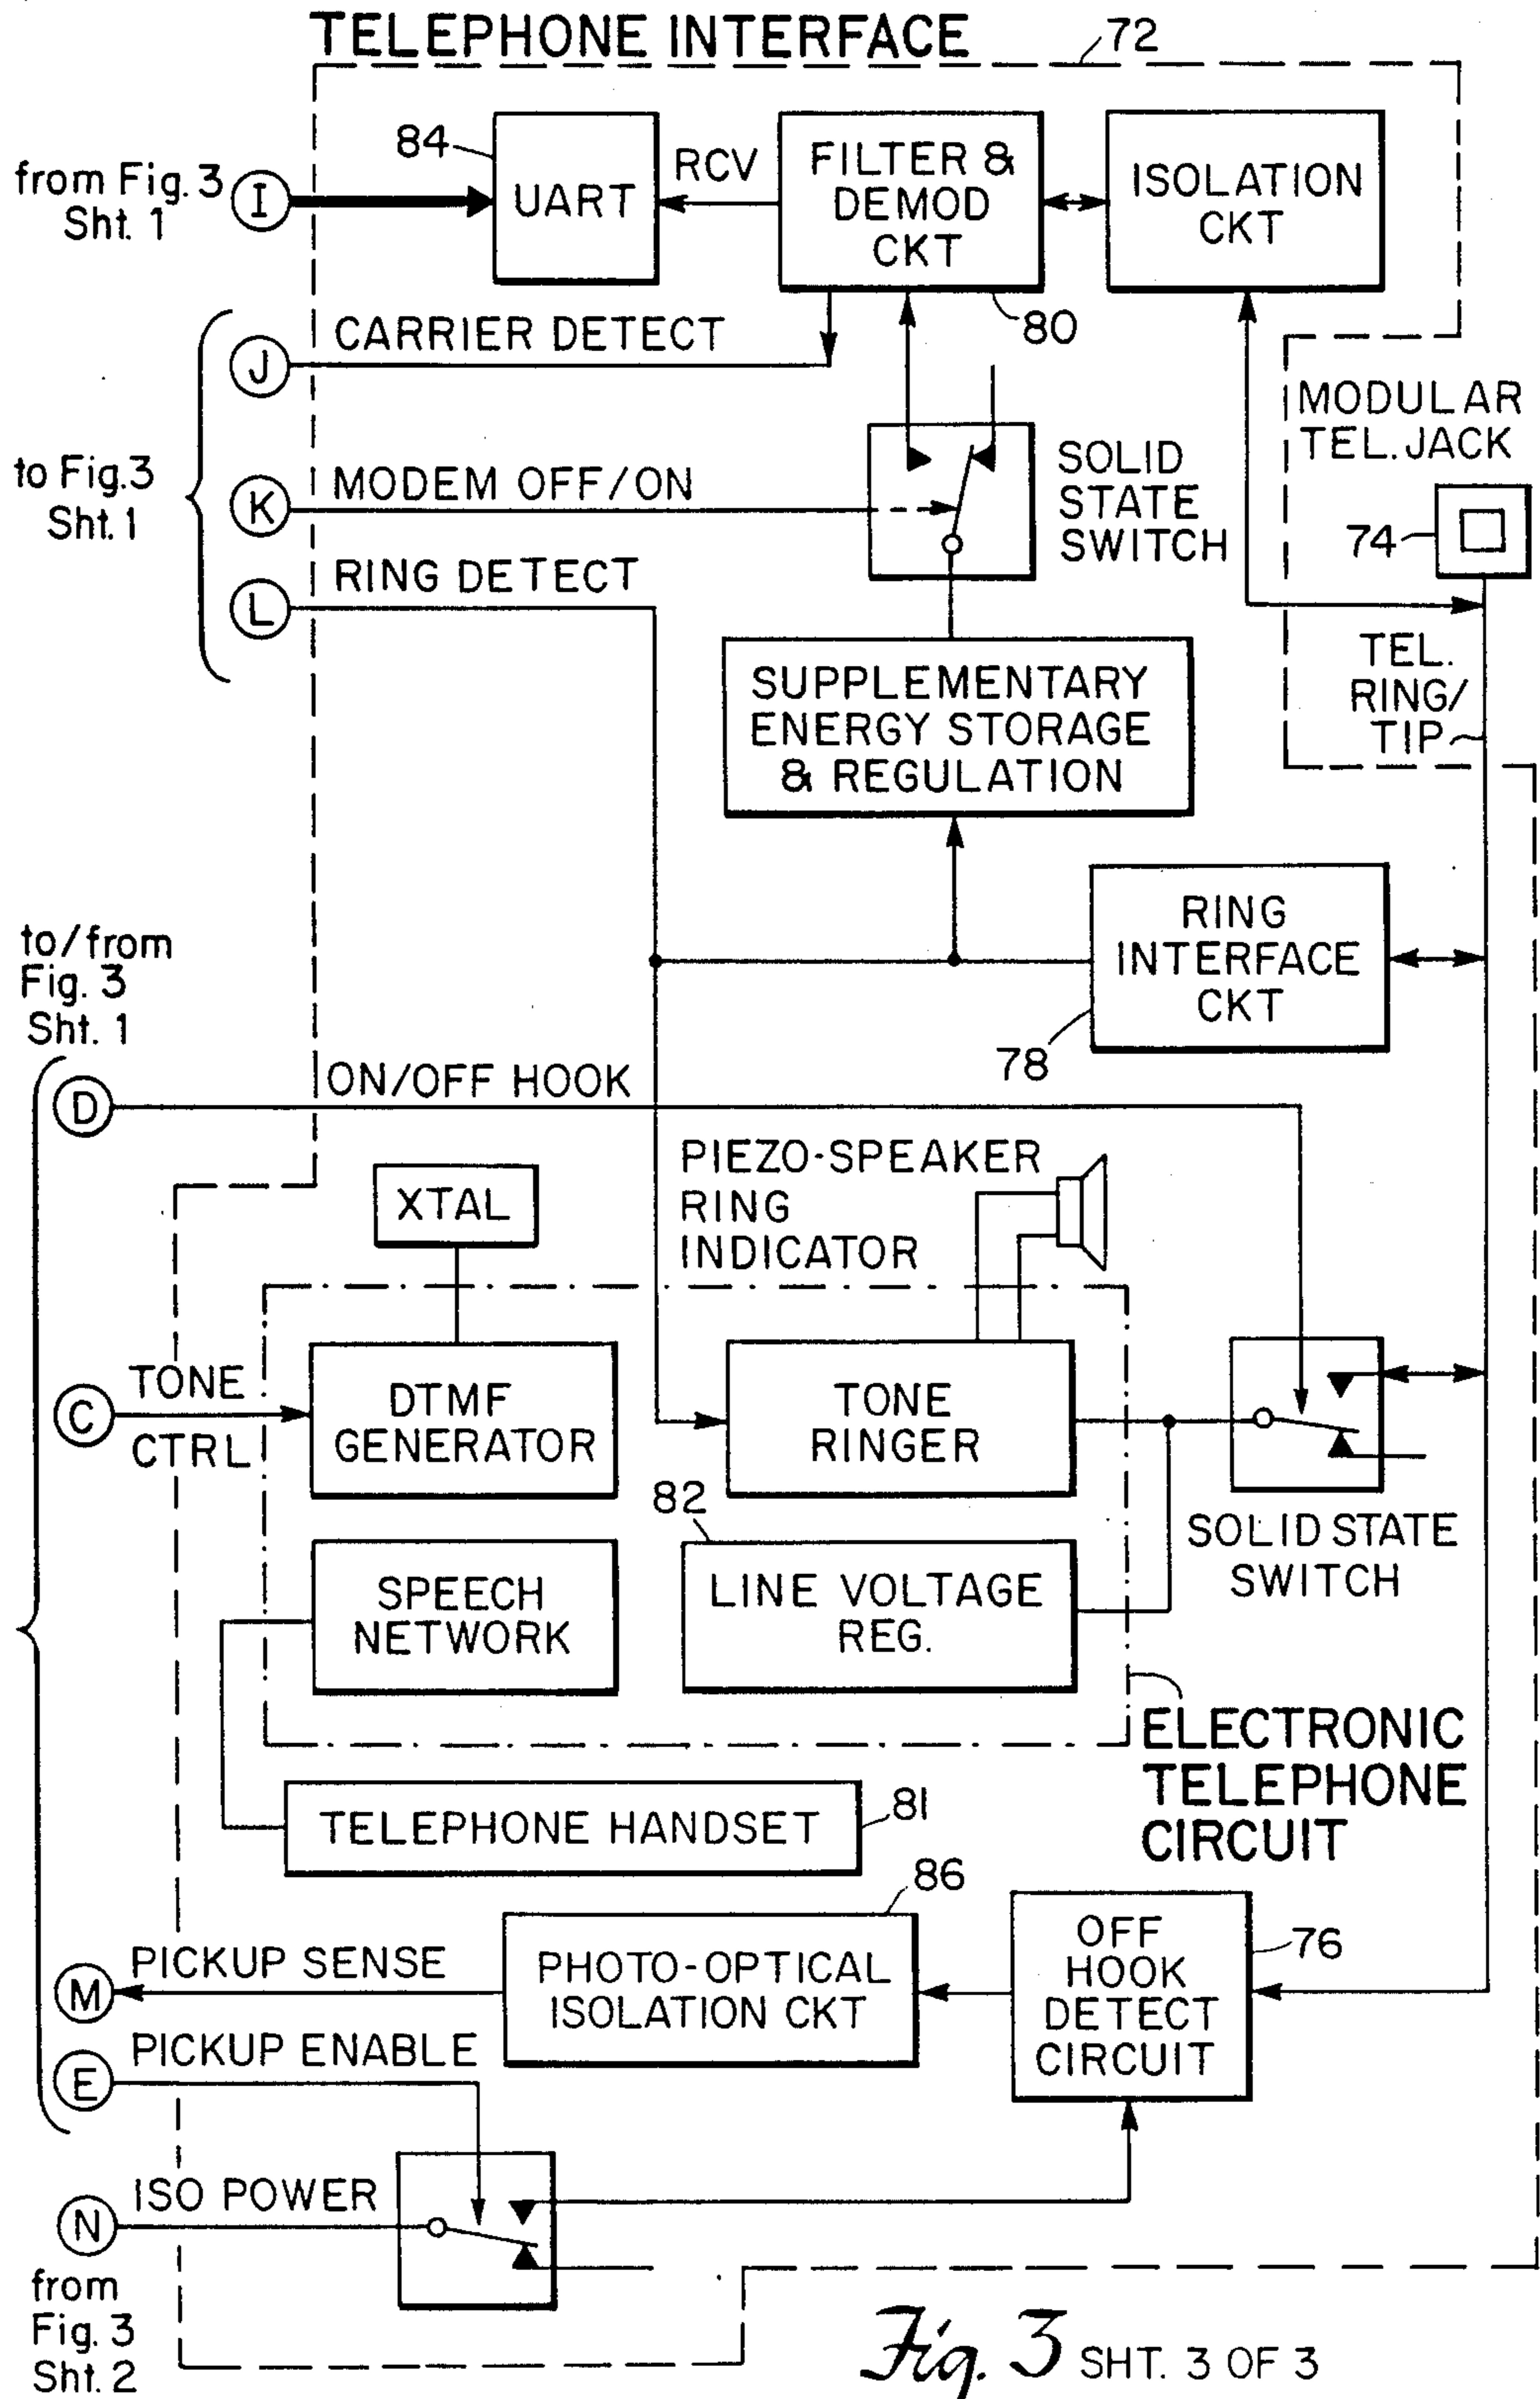 TELEPHONE INTERFACE
72
84
from Fig. 3
Sht. 1
I
UART
RCV
FILTER &
DEMOD
CKT
ISOLATION
CKT
80
J
CARRIER DETECT
MODULAR
TEL. JACK
to Fig.3
Sht. 1
K
MODEM OFF/ON
SOLID
STATE
SWITCH
74
L
RING DETECT
TEL.
RING/
TIP
SUPPLEMENTARY
ENERGY STORAGE
& REGULATION
RING
INTERFACE
CKT
78
to/from
Fig. 3
Sht. 1
D
ON/OFF HOOK
XTAL
PIEZO-SPEAKER
RING
INDICATOR
C
TONE
CTRL
DTMF
GENERATOR
TONE
RINGER
82
SOLID STATE
SWITCH
SPEECH
NETWORK
LINE VOLTAGE
REG.
ELECTRONIC
TELEPHONE
CIRCUIT
TELEPHONE HANDSET
81
86
M
PICKUP SENSE
PHOTO-OPTICAL
ISOLATION CKT
OFF
HOOK
DETECT
CIRCUIT
76
E
PICKUP ENABLE
N
ISO POWER
from
Fig. 3
Sht. 2
Fig. 3 SHT. 3 OF 3